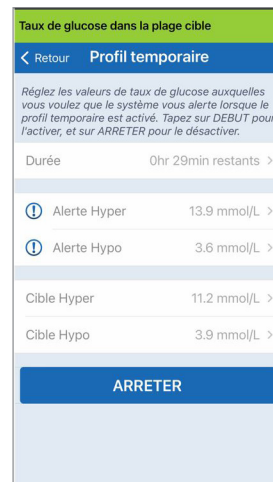 Taux de glucose dans la plage cible
Retour Profil temporaire
Réglez les valeurs de taux de glucose auxquelles
vous voulez que le système vous alerte lorsque le
profil temporaire est activé. Tapez sur DEBUT pour
l'activer, et sur ARRETER pour le désactiver.
Durée 0hr 29min restants
Alerte Hyper 13.9 mmol/L
Alerte Hypo 3.6 mmol/L
Cible Hyper 11.2 mmol/L
Cible Hypo 3.9 mmol/L
ARRETER